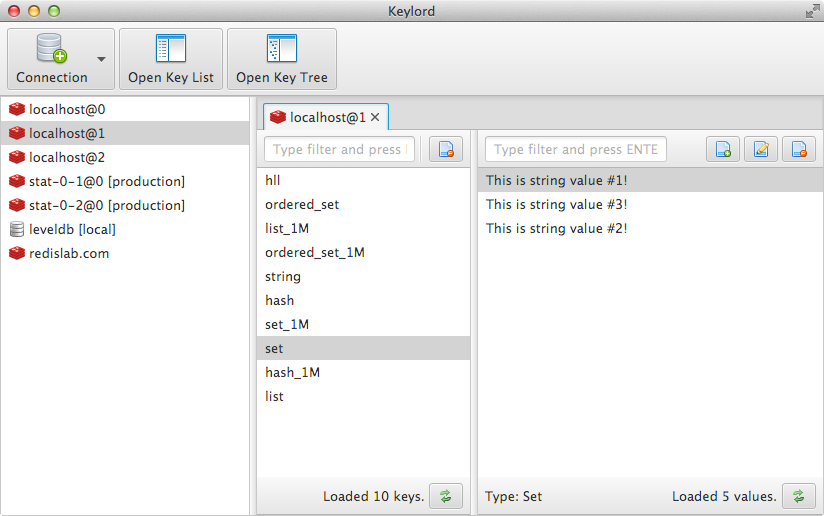 Keylord
Connection
Open Key List
Open Key Tree
localhost@0
localhost@1
localhost@2
stat-0-1@0 [production]
stat-0-2@0 [production]
leveldb [local]
redislab.com
localhost@1
Type filter and press
hll
ordered_set
list_1M
ordered_set_1M
string
hash
set_1M
set
hash_1M
list
Loaded 10 keys.
Type filter and press ENTE
This is string value #1!
This is string value #3!
This is string value #2!
Type: Set
Loaded 5 values.